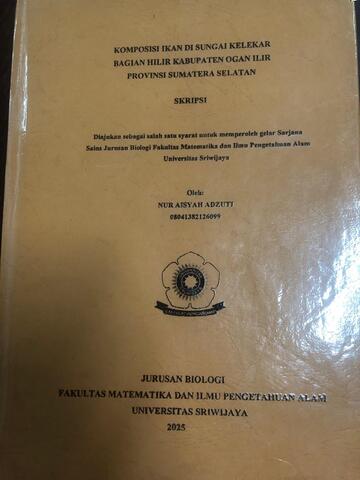 KOMPOSISI IKAN DI SUNGAI KELEKAR
BAGIAN HILIR KABUPATEN OGAN ILIR
PROVINSI SUMATERA SELATAN
SKRIPSI
Diajukan sebagai salah satu syarat untuk memperoleh gelar Sarjana
Sains Jurusan Biologi Fakultas Matematika dan Ilmu Pengetahuan Alam
Universitas Sriwijaya
Oleh:
NUR AISYAH ADZUTI
08041382126099
JURUSAN BIOLOGI
FAKULTAS MATEMATIKA DAN ILMU PENGETAHUAN ALAM
UNIVERSITAS SRIWIJAYA
2025